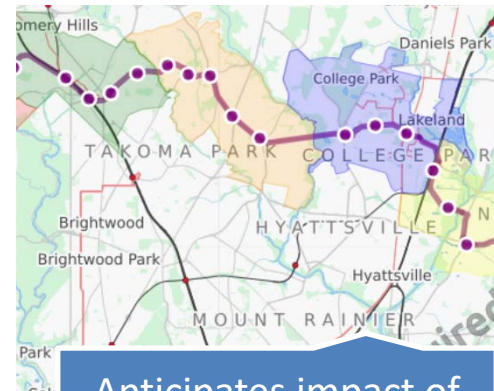 omery Hills
Daniels Park
College Park
Lakeland
TAKOMA PARK
COLLEGE PAR
N
HYATTSVILLE
Brightwood
Brightwood Park
Hyattsville
MOUNT RAINIER
ired
Park
Anticipates impact of